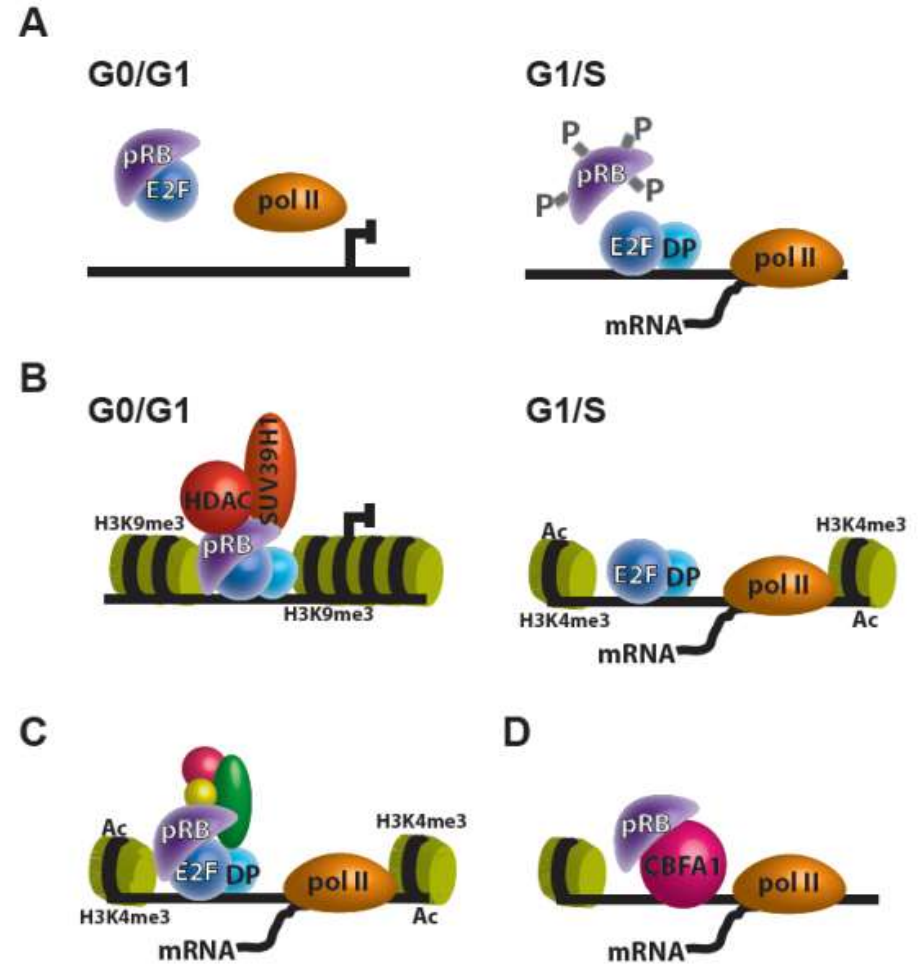 A
G0/G1
pRB
E2F
pol II
G1/S
P
P
P
P
pRB
E2F
DP
pol II
mRNA
B
G0/G1
SUV39H1
HDAC
H3K9me3
pRB
H3K9me3
G1/S
Ac
H3K4me3
E2F
DP
pol II
H3K4me3
Ac
mRNA
C
Ac
pRB
H3K4me3
E2F
DP
pol II
H3K4me3
Ac
mRNA
D
pRB
CBFA1
pol II
mRNA